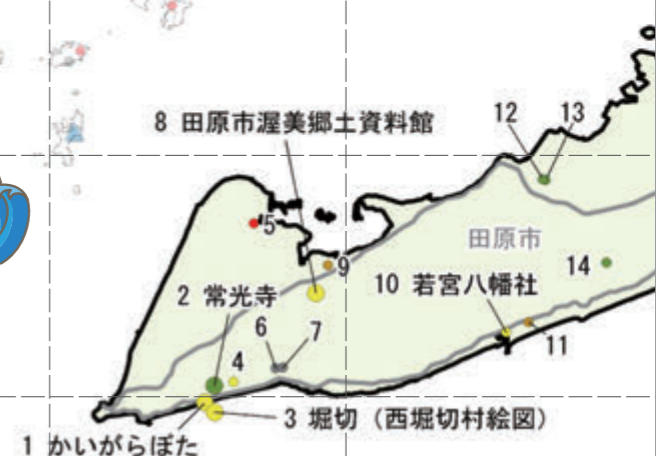 12 13
8 田原市渥美郷土資料館
5
田原市
9
14
10 若宮八幡社
2 常光寺
6 7
11
4
3 堀切（西堀切村絵図）
1 かいがらぼた